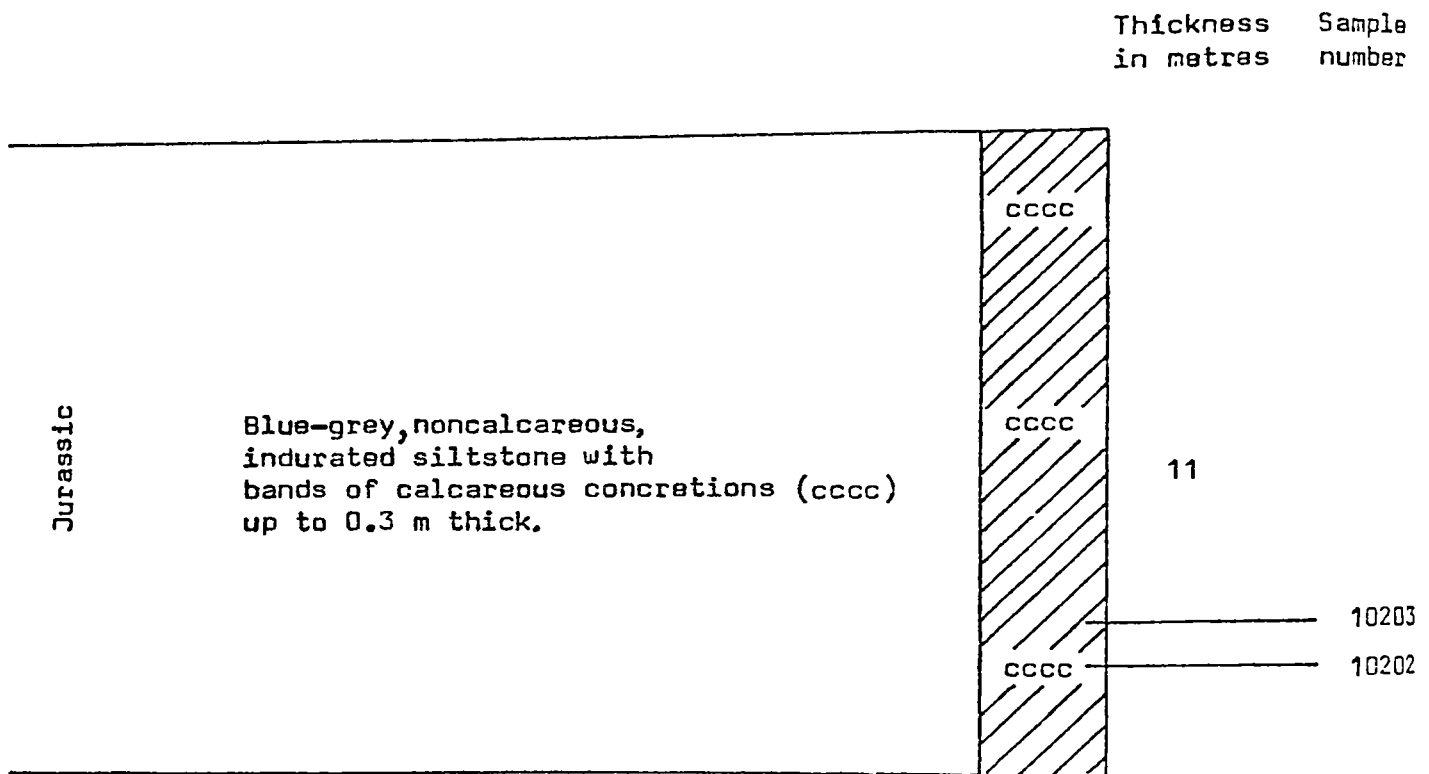 Thickness Sample
in metres number
cccc
Jurassic
Blue-grey, noncalcareous,
indurated siltstone with
bands of calcareous concretions (cccc)
up to 0.3 m thick.
cccc
11
10203
cccc
10202